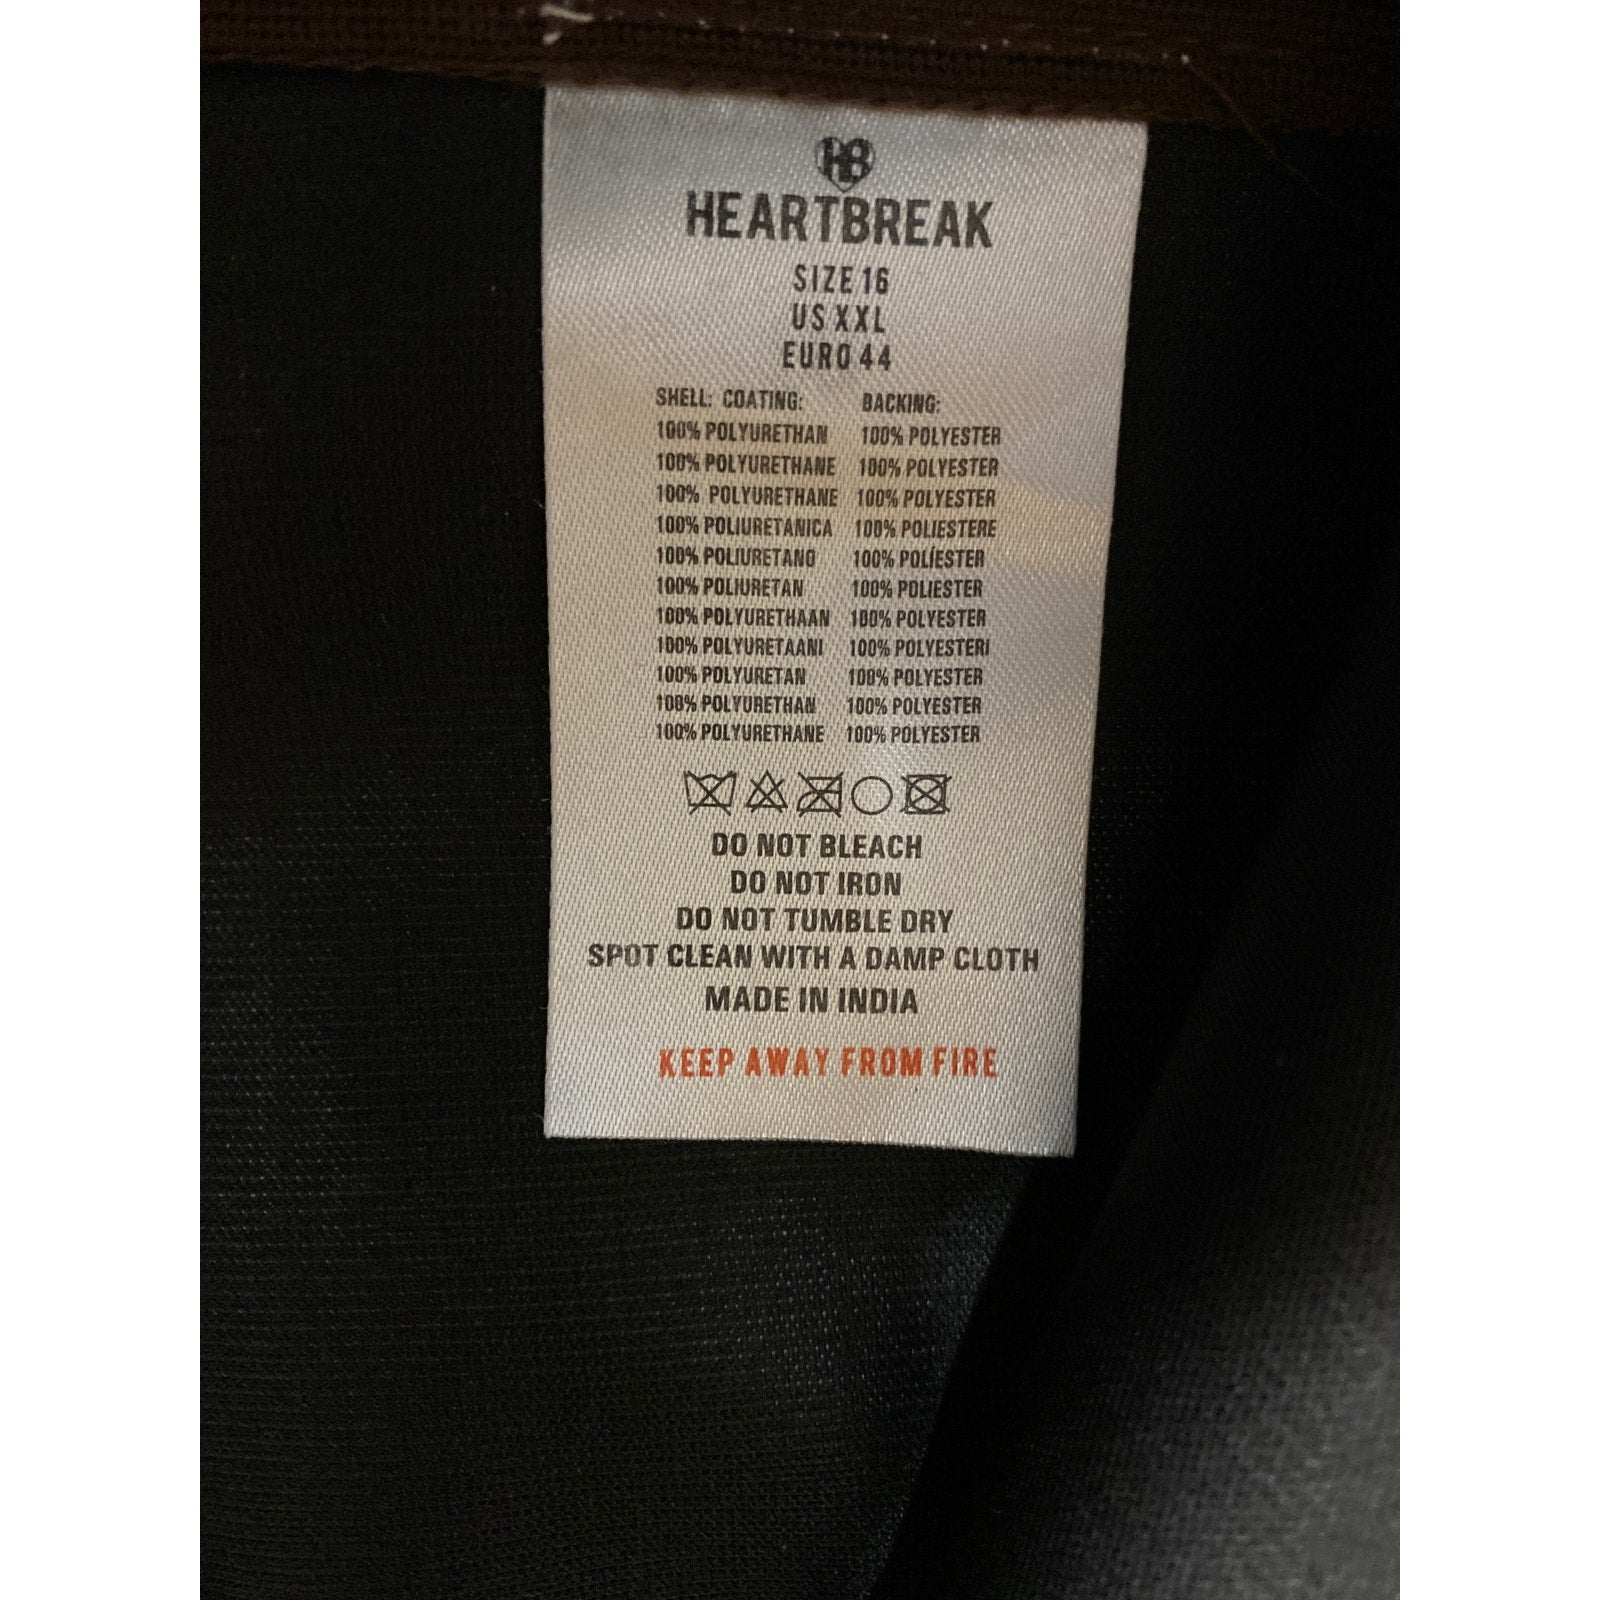 HB
HEARTBREAK
SIZE 16
US XXL
EURO 44
SHELL: COATING: BACKING:
100% POLYURETHAN 100% POLYESTER
100% POLYURETHANE 100% POLYESTER
100% POLYURETHANE 100% POLYESTER
100% POLIURETANICA 100% POLIESTERE
100% POLIURETANO 100% POLÍESTER
100% POLIURETAN 100% POLIESTER
100% POLYURETHAAN 100% POLYESTER
100% POLYURETAANI 100% POLYESTERI
100% POLYURETAN 100% POLYESTER
100% POLYURETHAN 100% POLYESTER
100% POLYURETHANE 100% POLYESTER
DO NOT BLEACH
DO NOT IRON
DO NOT TUMBLE DRY
SPOT CLEAN WITH A DAMP CLOTH
MADE IN INDIA
KEEP AWAY FROM FIRE